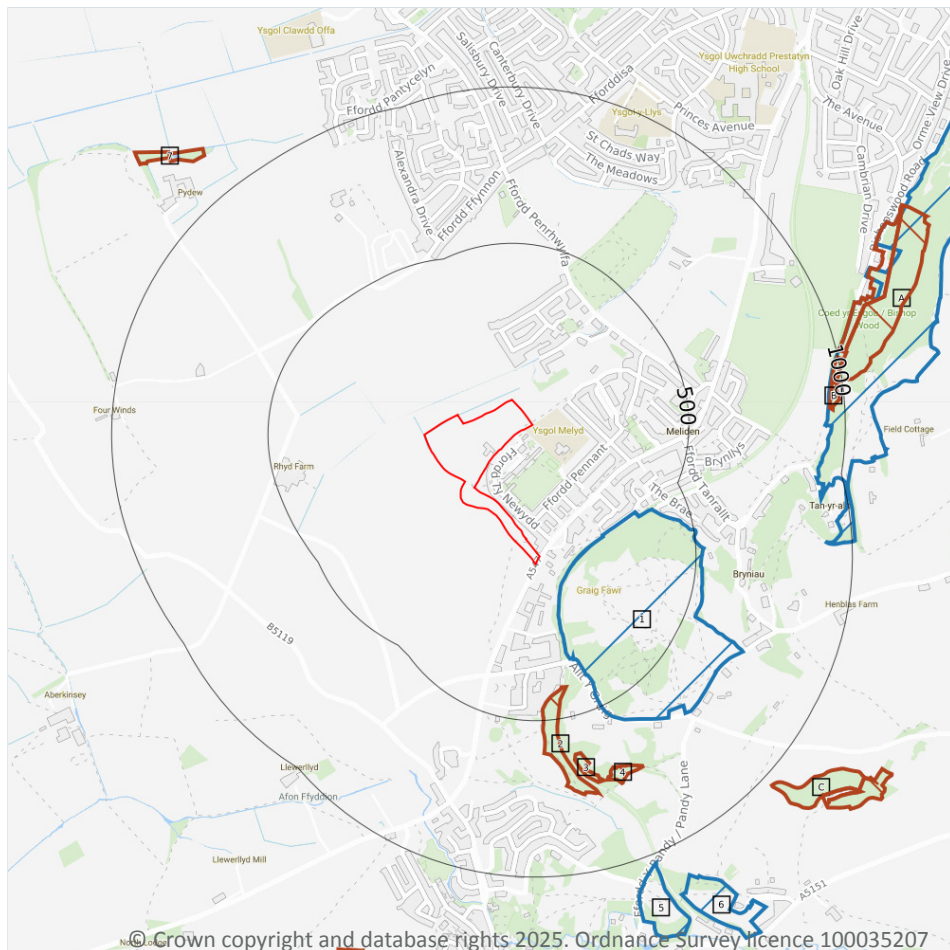 Ysgol Clawdd Offa
Salisbury Drive
Canterbury Drive
Fforddisa
Ysgol Uwchradd Prestatyn
High School
Oak Hill Drive
Orme View Drive
The Avenue
Ffordd Pantycelyn
Ysgol y Llys
Princes Avenue
St Chads Way
The Meadows
Cambrian Drive
Bishopswood Road
7
Pydew
Alexandra Drive
Ffordd Ffynnon
Ffordd Penrhwylfa
A
Coed yr Esgob / Bishop
Wood
1000
B
500
Four Winds
Ysgol Melyd
Meliden
Field Cottage
Rhyd Farm
Ffordd Ty Newydd
Ffordd Pennant
Brynllys
Ffordd Tanrallt
The Brae
Tan-yr-allt
Bryniau
Graig Fawr
Henblas Farm
1
B5119
Allt Y Graig
Aberkinsey
2
3
4
C
Llewerllyd
Afon Ffyddion
Ffordd Y Pandy / Pandy Lane
Llewerllyd Mill
A5151
5
6
© Crown copyright and database rights 2025. Ordnance Survey licence 100035207